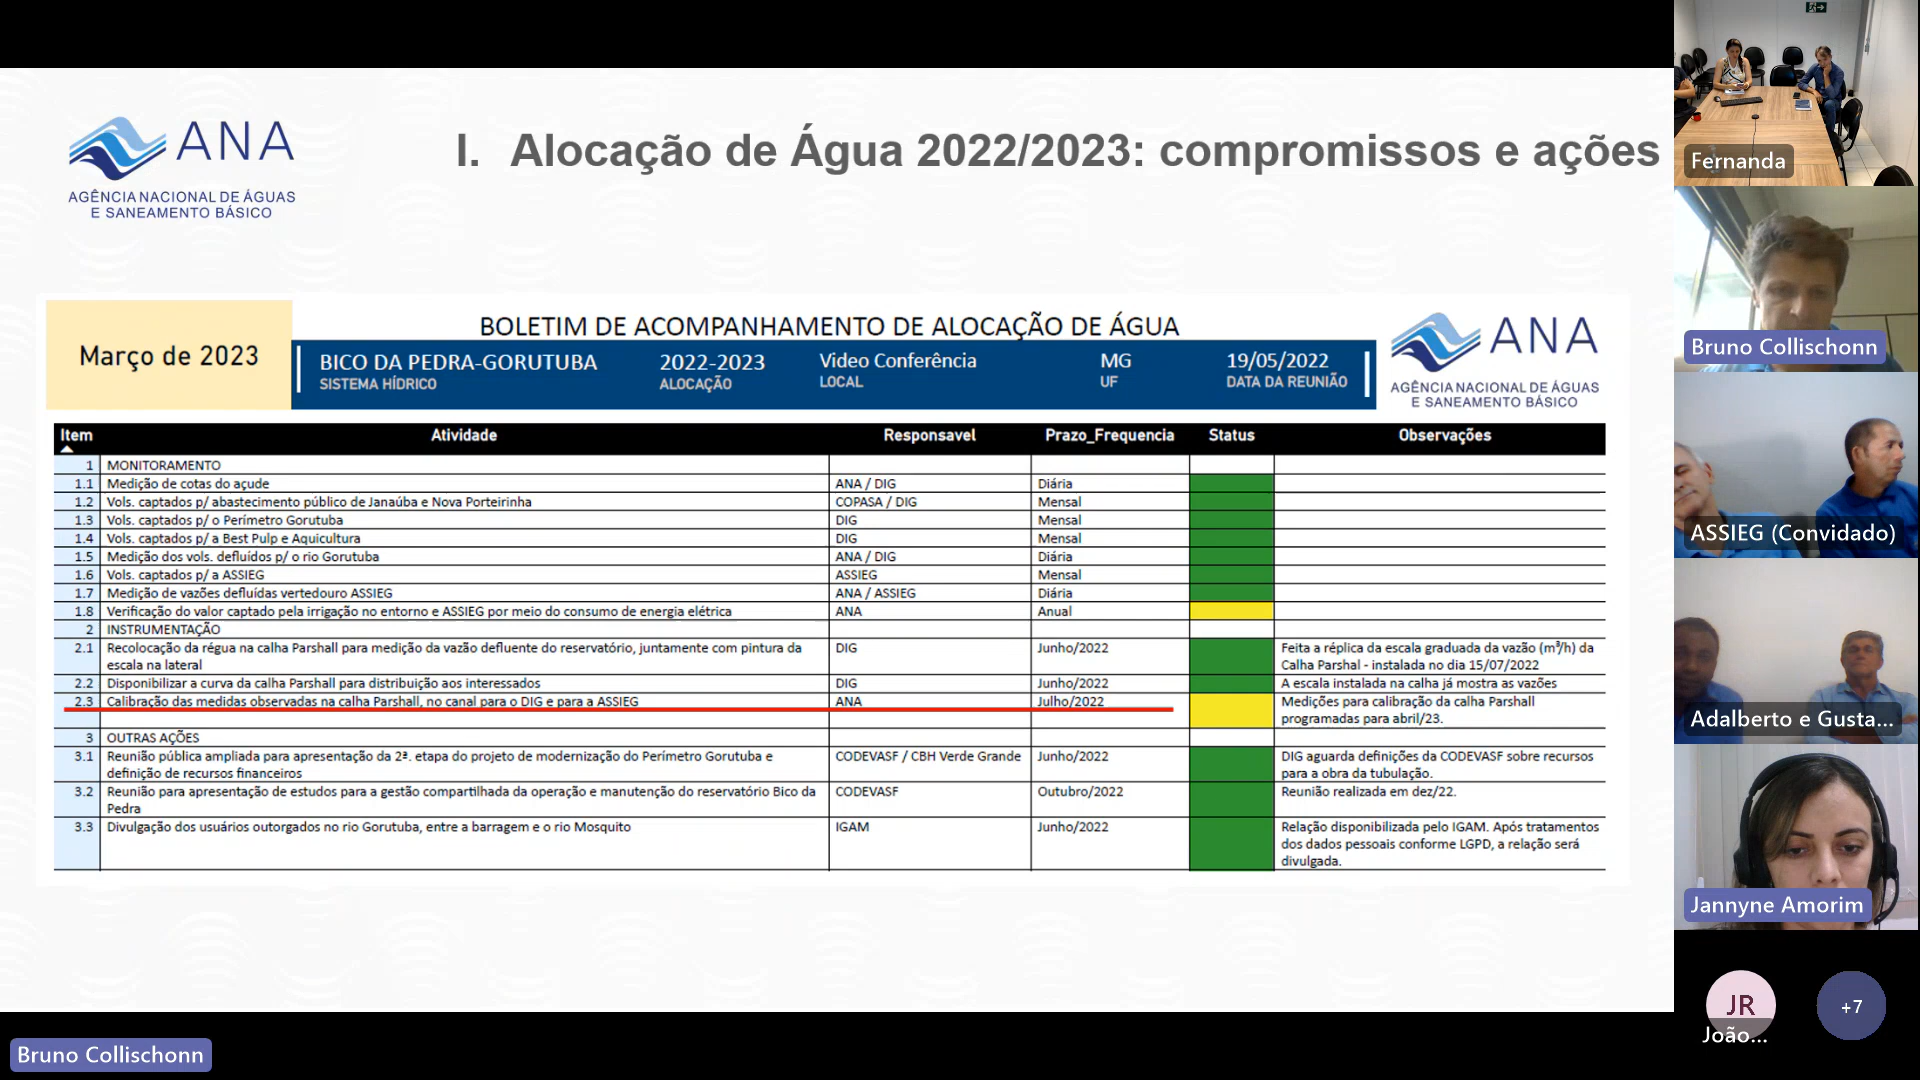 ANA
AGÊNCIA NACIONAL DE ÁGUAS
E SANEAMENTO BÁSICO
I. Alocação de Água 2022/2023: compromissos e ações
Março de 2023
BOLETIM DE ACOMPANHAMENTO DE ALOCAÇÃO DE ÁGUA
BICO DA PEDRA-GORUTUBA 2022-2023 Video Conferência MG 19/05/2022
SISTEMA HÍDRICO ALOCAÇÃO LOCAL UF DATA DA REUNIÃO
ANA
AGÊNCIA NACIONAL DE ÁGUAS
E SANEAMENTO BÁSICO
Item Atividade Responsavel Prazo_Frequencia Status Observações
1 MONITORAMENTO
1.1 Medição de cotas do açude ANA / DIG Diária
1.2 Vols. captados p/ abastecimento público de Janaúba e Nova Porteirinha COPASA / DIG Mensal
1.3 Vols. captados p/ o Perímetro Gorutuba DIG Mensal
1.4 Vols. captados p/ a Best Pulp e Aquicultura DIG Mensal
1.5 Medição dos vols. defluídos p/ o rio Gorutuba ANA / DIG Diária
1.6 Vols. captados p/ a ASSIEG ASSIEG Mensal
1.7 Medição de vazões defluídas vertedouro ASSIEG ANA / ASSIEG Diária
1.8 Verificação do valor captado pela irrigação no entorno e ASSIEG por meio do consumo de energia elétrica ANA Anual
2 INSTRUMENTAÇÃO
2.1 Recolocação da régua na calha Parshall para medição da vazão defluente do reservatório, juntamente com pintura da DIG Junho/2022 Feita a réplica da escala graduada da vazão (m³/h) da
escala na lateral Calha Parshal - instalada no dia 15/07/2022
2.2 Disponibilizar a curva da calha Parshall para distribuição aos interessados DIG Junho/2022 A escala instalada na calha já mostra as vazões
2.3 Calibração das medidas observadas na calha Parshall, no canal para o DIG e para a ASSIEG ANA Julho/2022 Medições para calibração da calha Parshall
programadas para abril/23.
3 OUTRAS AÇÕES
3.1 Reunião pública ampliada para apresentação da 2ª. etapa do projeto de modernização do Perímetro Gorutuba e CODEVASF / CBH Verde Grande Junho/2022 DIG aguarda definições da CODEVASF sobre recursos
definição de recursos financeiros para a obra da tubulação.
3.2 Reunião para apresentação de estudos para a gestão compartilhada da operação e manutenção do reservatório Bico da CODEVASF Outubro/2022 Reunião realizada em dez/22.
Pedra
3.3 Divulgação dos usuários outorgados no rio Gorutuba, entre a barragem e o rio Mosquito IGAM Junho/2022 Relação disponibilizada pelo IGAM. Após tratamentos
dos dados pessoais conforme LGPD, a relação será
divulgada.
Fernanda
Bruno Collischonn
ASSIEG (Convidado)
Adalberto e Gusta...
Jannyne Amorim
JR
João...
+7
Bruno Collischonn